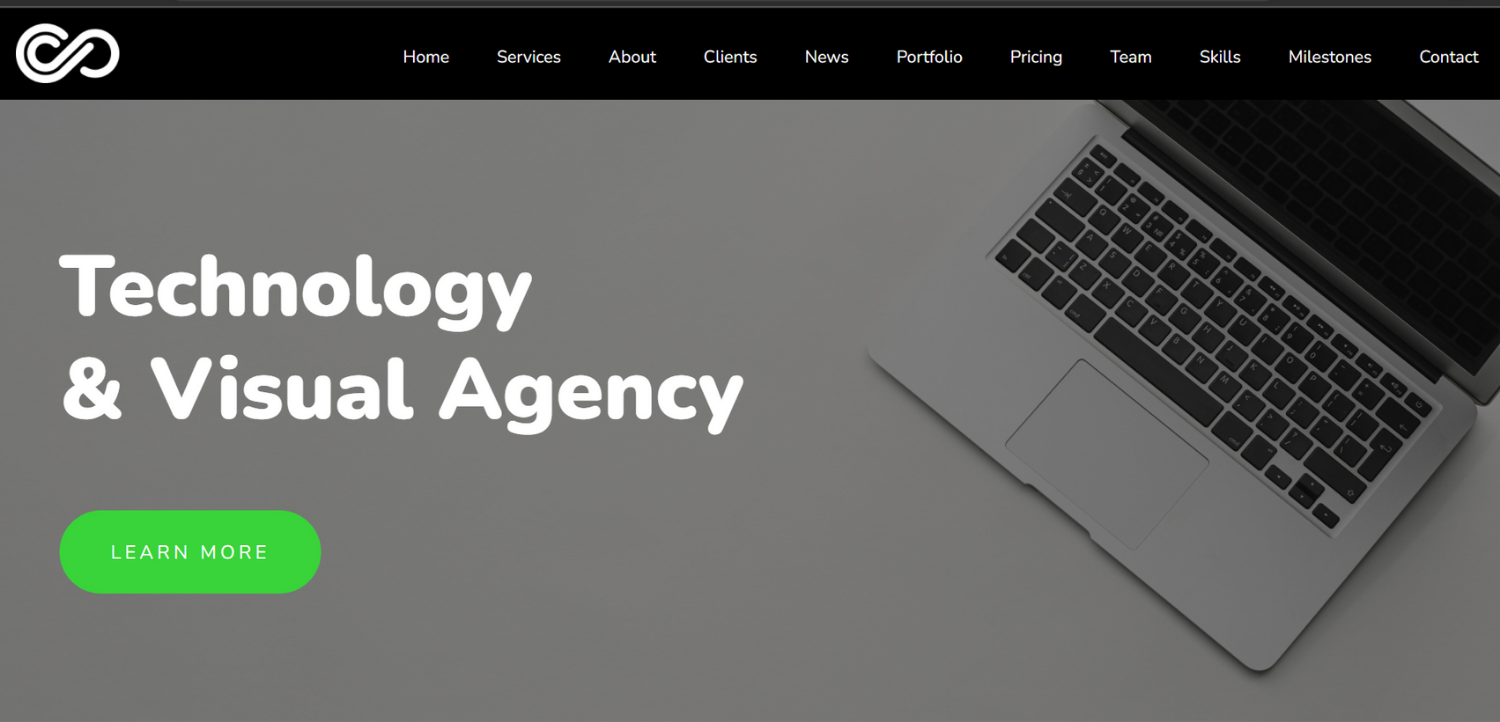 Home Services About Clients News Portfolio Pricing Team Skills Milestones Contact
Technology
& Visual Agency
LEARN MORE